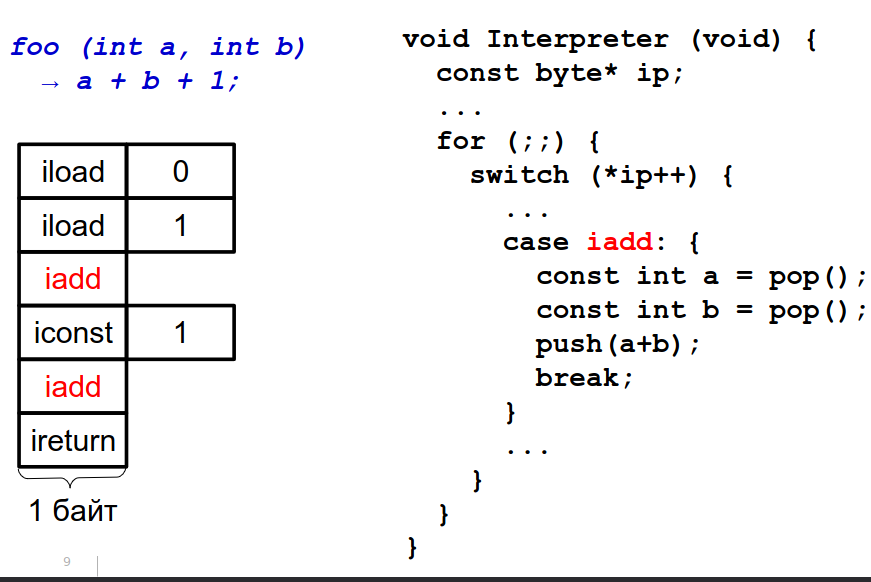 foo (int a, int b)
→ a + b + 1;
iload 0
iload 1
iadd
iconst 1
iadd
ireturn
1 байт
9
void Interpreter (void) {
const byte* ip;
...
for (;;) {
switch (*ip++) {
...
case iadd: {
const int a = pop();
const int b = pop();
push(a+b);
break;
}
...
}
}
}